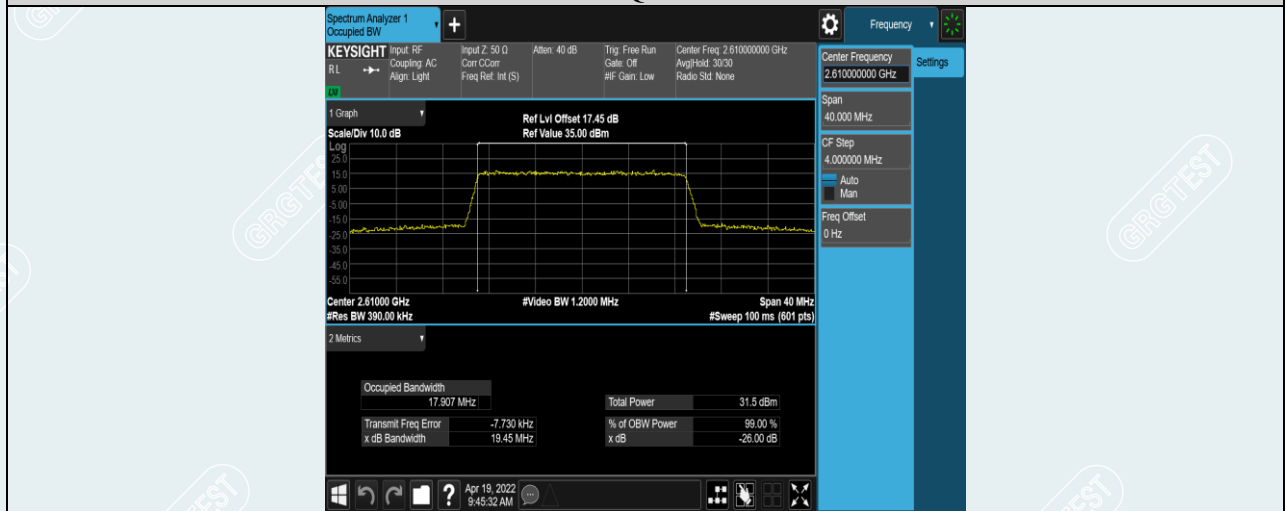 Spectrum Analyzer 1
Occupied BW
+
Frequency
KEYSIGHT
RL
Input: RF
Coupling: AC
Align: Light
Input Z: 50 Ω
Corr CCorr
Freq Ref: Int (S)
Atten: 40 dB
Trig: Free Run
Gate: Off
#IF Gain: Low
Center Freq: 2.610000000 GHz
Avg|Hold: 30/30
Radio Std: None
Center Frequency
2.610000000 GHz
Settings
Span
40.000 MHz
CF Step
4.000000 MHz
Auto
Man
Freq Offset
0 Hz
1 Graph
Scale/Div 10.0 dB
Ref Lvl Offset 17.45 dB
Ref Value 35.00 dBm
Log
25.0
15.0
5.00
-5.00
-15.0
-25.0
-35.0
-45.0
-55.0
Center 2.61000 GHz
#Res BW 390.00 kHz
#Video BW 1.2000 MHz
Span 40 MHz
#Sweep 100 ms (601 pts)
2 Metrics
Occupied Bandwidth
17.907 MHz
Total Power 31.5 dBm
Transmit Freq Error -7.730 kHz
% of OBW Power 99.00 %
x dB Bandwidth 19.45 MHz
x dB -26.00 dB
?
Apr 19, 2022
9:45:32 AM
GRGTEST
GRGTEST
GRGTEST